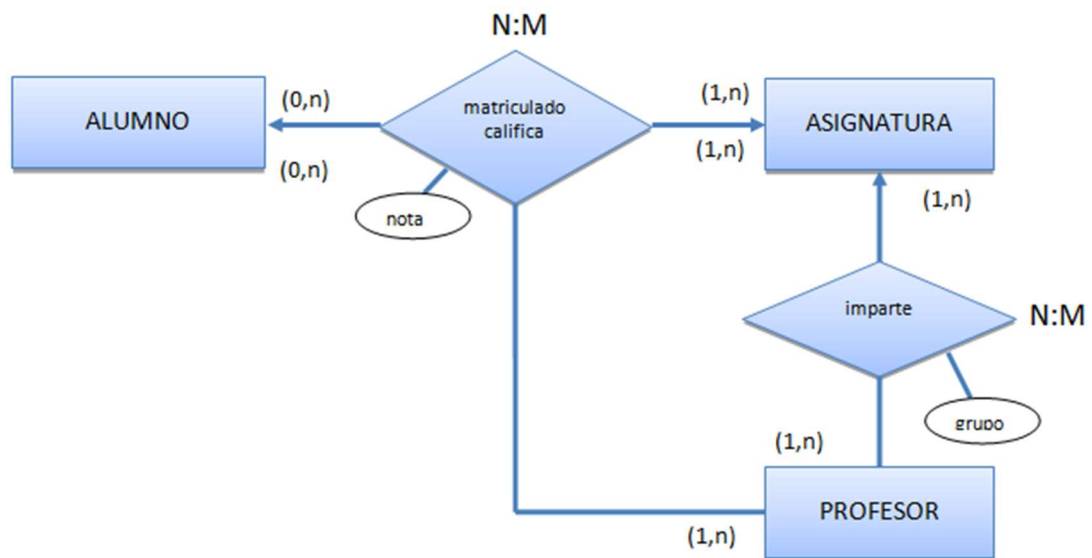 N:M
ALUMNO
(0,n)
(0,n)
matriculado
califica
(1,n)
(1,n)
ASIGNATURA
nota
(1,n)
imparte
N:M
grupo
(1,n)
(1,n)
PROFESOR